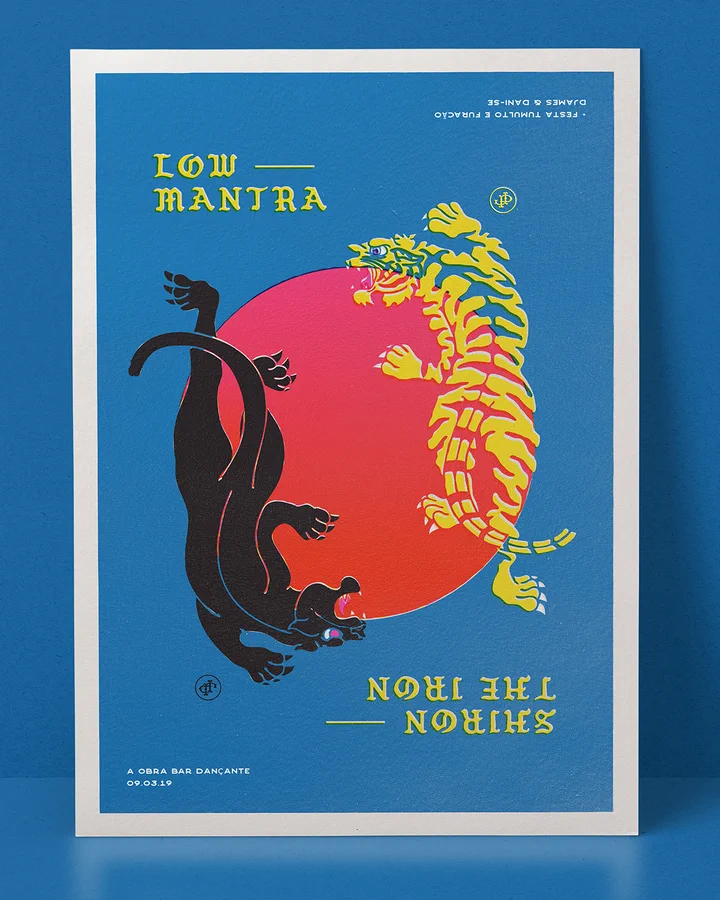 + FESTA TUMULTO E FURACÃO
DJAMES & DANI-SE
LOW
MANTRA
SHIRON
THE IRON
A OBRA BAR DANÇANTE
09.03.19